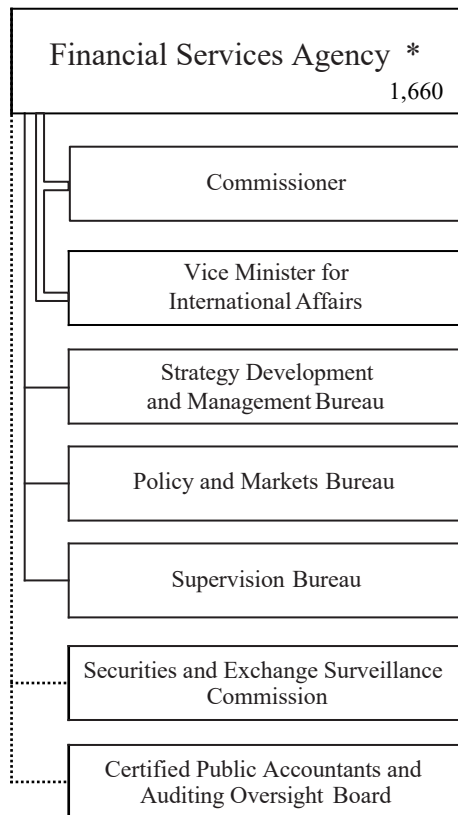 Financial Services Agency *
1,660
Commissioner
Vice Minister for
International Affairs
Strategy Development
and Management Bureau
Policy and Markets Bureau
Supervision Bureau
Securities and Exchange Surveillance
Commission
Certified Public Accountants and
Auditing Oversight Board